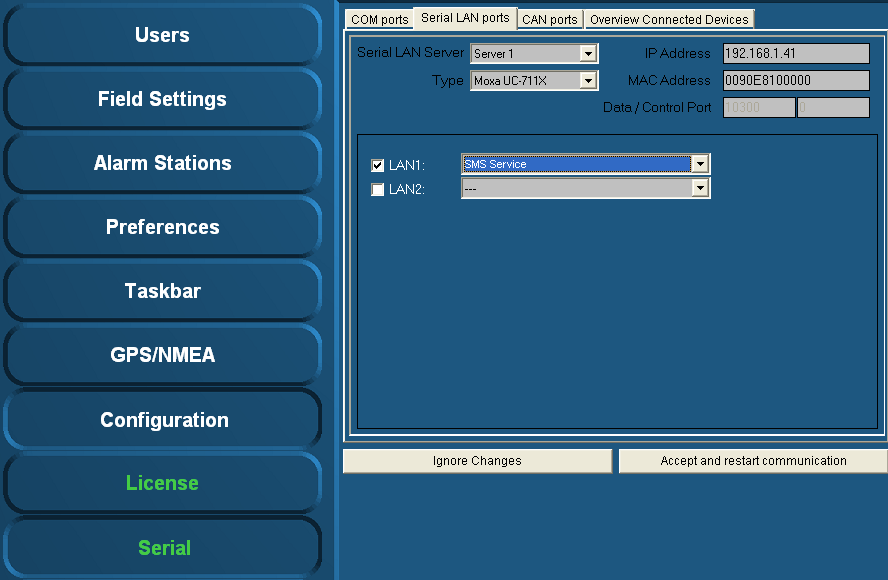 Users
Field Settings
Alarm Stations
Preferences
Taskbar
GPS/NMEA
Configuration
License
Serial
COM ports Serial LAN ports CAN ports Overview Connected Devices
Serial LAN Server Server 1 IP Address 192.168.1.41
Type Moxa UC-711X MAC Address 0090E8100000
Data / Control Port 10300 0
LAN1: SMS Service
LAN2: ---
Ignore Changes Accept and restart communication